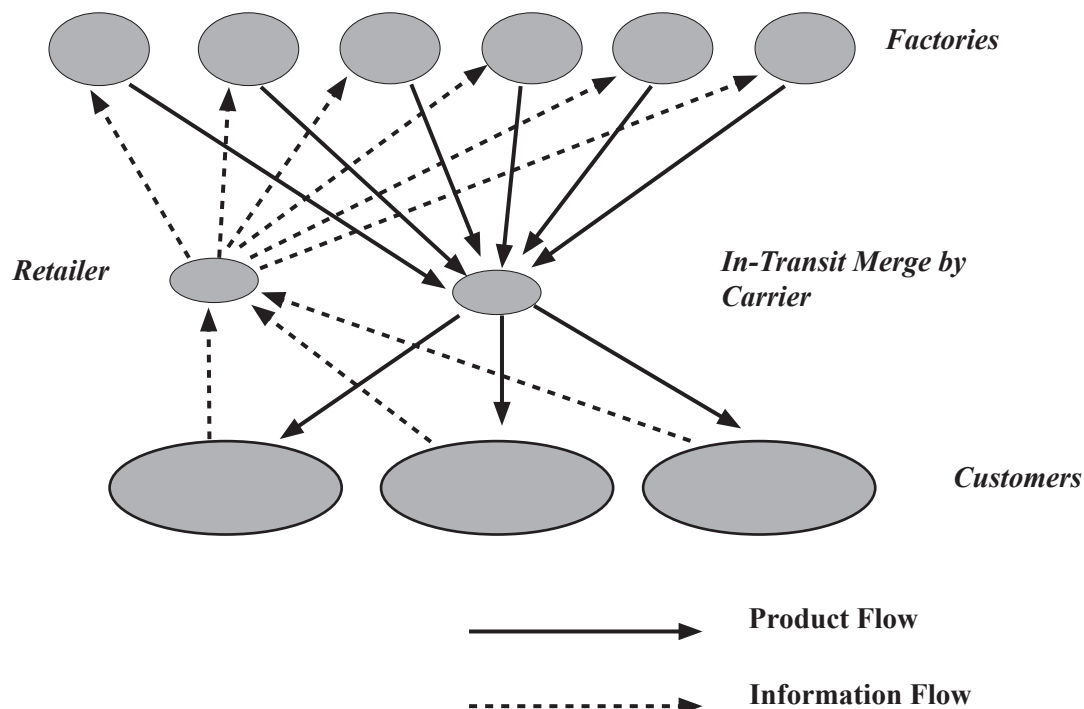 Factories
Retailer
In-Transit Merge by
Carrier
Customers
Product Flow
Information Flow